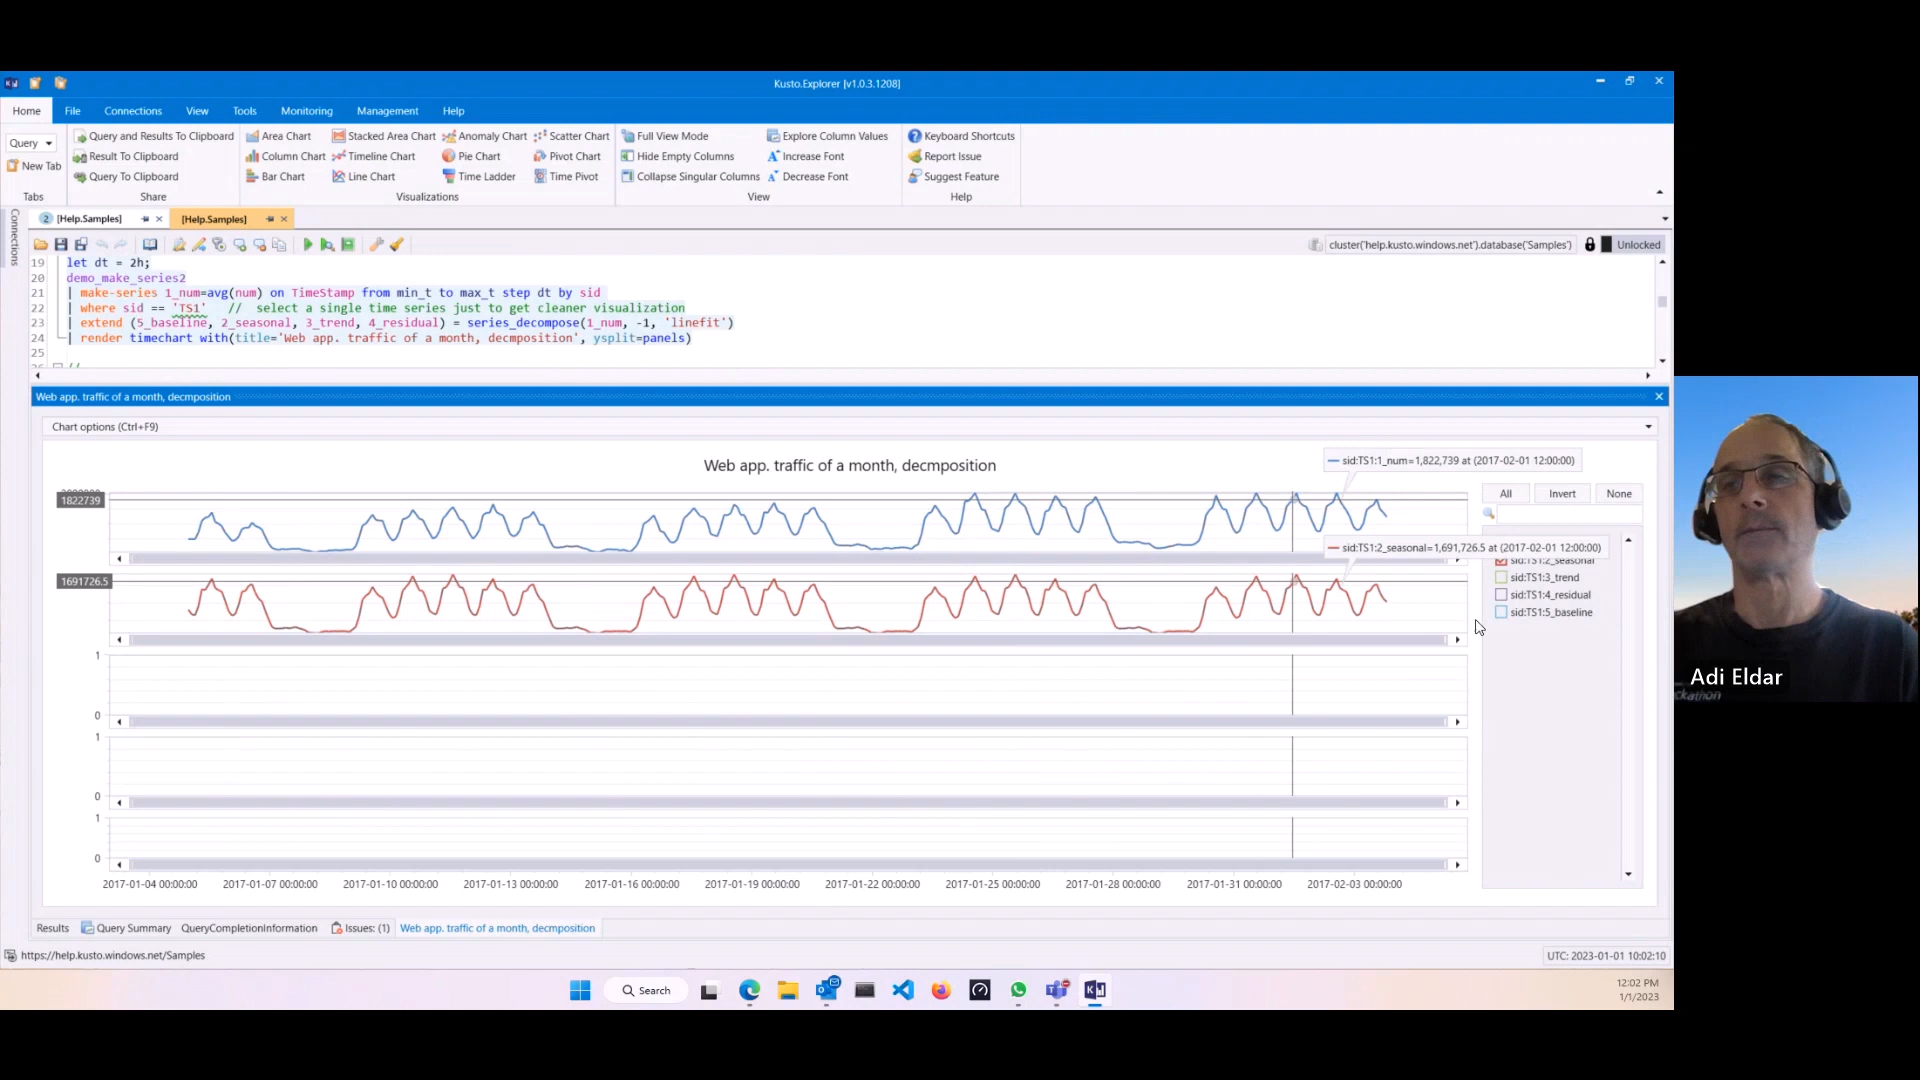 Kusto.Explorer [v1.0.3.1208]
Home File Connections View Tools Monitoring Management Help
Query
New Tab
Tabs
Query and Results To Clipboard
Result To Clipboard
Query To Clipboard
Share
Area Chart Stacked Area Chart Anomaly Chart Scatter Chart
Column Chart Timeline Chart Pie Chart Pivot Chart
Bar Chart Line Chart Time Ladder Time Pivot
Visualizations
Full View Mode Explore Column Values
Hide Empty Columns Increase Font
Collapse Singular Columns Decrease Font
View
Keyboard Shortcuts
Report Issue
Suggest Feature
Help
Connections
2 [Help.Samples] [Help.Samples]
cluster('help.kusto.windows.net').database('Samples') Unlocked
19 let dt = 2h;
20 demo_make_series2
21 | make-series 1_num=avg(num) on TimeStamp from min_t to max_t step dt by sid
22 | where sid == 'TS1' // select a single time series just to get cleaner visualization
23 | extend (5_baseline, 2_seasonal, 3_trend, 4_residual) = series_decompose(1_num, -1, 'linefit')
24 | render timechart with(title='Web app. traffic of a month, decmposition', ysplit=panels)
25
26 //
Web app. traffic of a month, decmposition
Chart options (Ctrl+F9)
Web app. traffic of a month, decmposition
sid:TS1:1_num=1,822,739 at (2017-02-01 12:00:00)
1822739
All Invert None
sid:TS1:2_seasonal=1,691,726.5 at (2017-02-01 12:00:00)
sid:TS1:2_seasonal
sid:TS1:3_trend
sid:TS1:4_residual
sid:TS1:5_baseline
1691726.5
1
0
1
0
1
0
2017-01-04 00:00:00 2017-01-07 00:00:00 2017-01-10 00:00:00 2017-01-13 00:00:00 2017-01-16 00:00:00 2017-01-19 00:00:00 2017-01-22 00:00:00 2017-01-25 00:00:00 2017-01-28 00:00:00 2017-01-31 00:00:00 2017-02-03 00:00:00
Results Query Summary QueryCompletionInformation Issues: (1) Web app. traffic of a month, decmposition
https://help.kusto.windows.net/Samples
UTC: 2023-01-01 10:02:10
Search
12:02 PM
1/1/2023
Adi Eldar